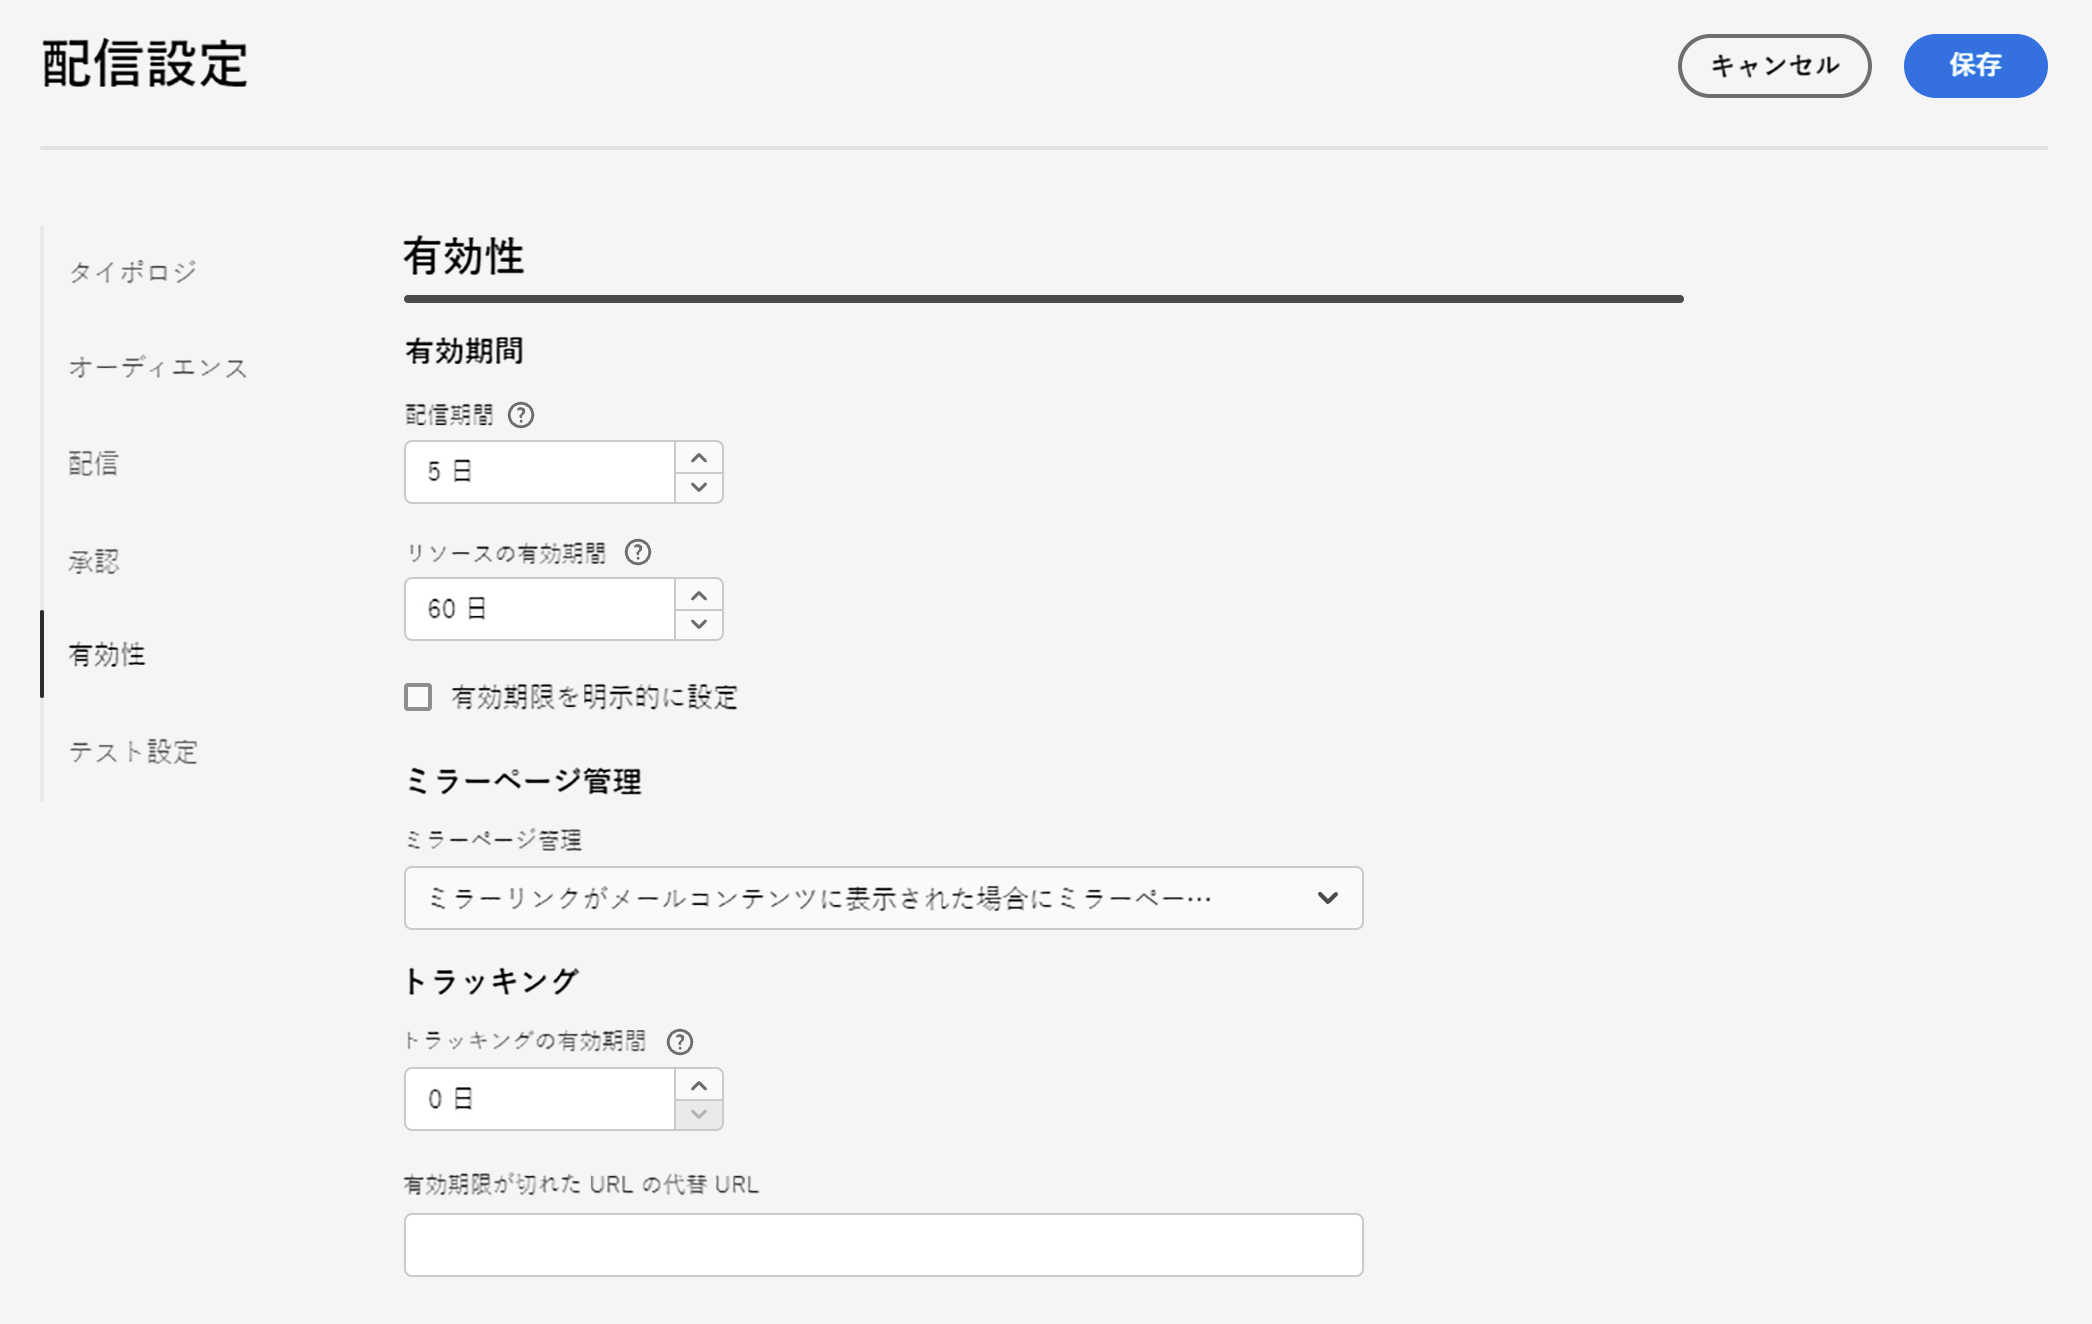 配信設定
キャンセル
保存
タイポロジ
オーディエンス
配信
承認
有効性
テスト設定
有効性
有効期間
配信期間 ?
5 日
リソースの有効期間 ?
60 日
有効期限を明示的に設定
ミラーページ管理
ミラーページ管理
ミラーリンクがメールコンテンツに表示された場合にミラーペー…
トラッキング
トラッキングの有効期間 ?
0 日
有効期限が切れた URL の代替 URL